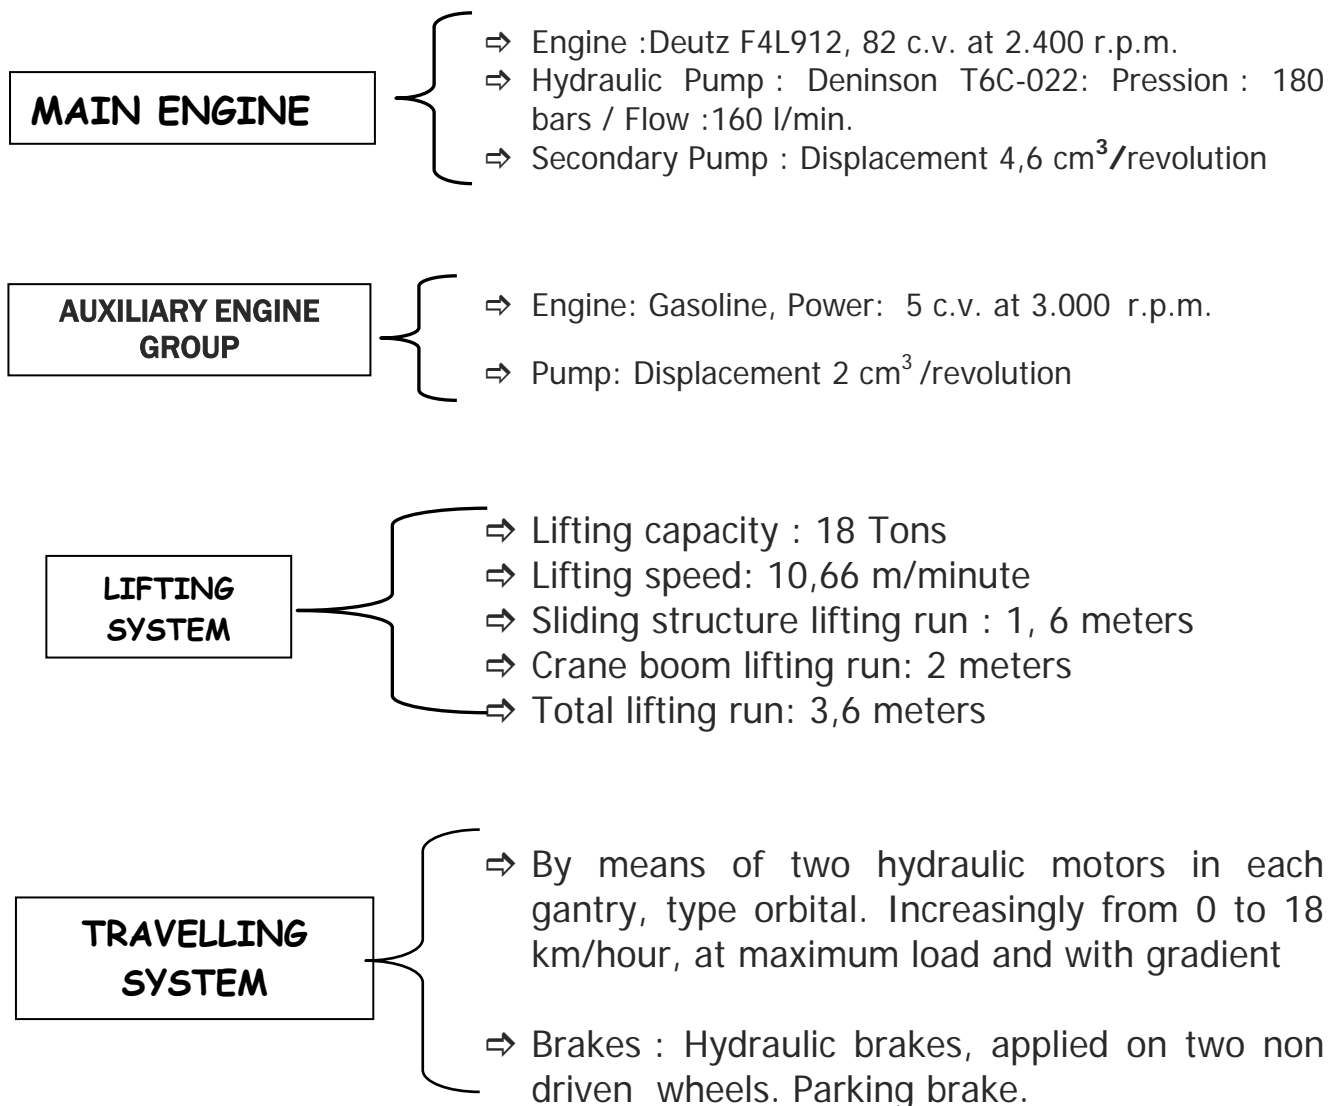 MAIN ENGINE
⇨ Engine :Deutz F4L912, 82 c.v. at 2.400 r.p.m.
⇨ Hydraulic Pump : Deninson T6C-022: Pression : 180
bars / Flow :160 l/min.
⇨ Secondary Pump : Displacement 4,6 cm³/revolution
AUXILIARY ENGINE
GROUP
⇨ Engine: Gasoline, Power: 5 c.v. at 3.000 r.p.m.
⇨ Pump: Displacement 2 cm³ /revolution
LIFTING
SYSTEM
⇨ Lifting capacity : 18 Tons
⇨ Lifting speed: 10,66 m/minute
⇨ Sliding structure lifting run : 1, 6 meters
⇨ Crane boom lifting run: 2 meters
⇨ Total lifting run: 3,6 meters
TRAVELLING
SYSTEM
⇨ By means of two hydraulic motors in each
gantry, type orbital. Increasingly from 0 to 18
km/hour, at maximum load and with gradient
⇨ Brakes : Hydraulic brakes, applied on two non
driven wheels. Parking brake.